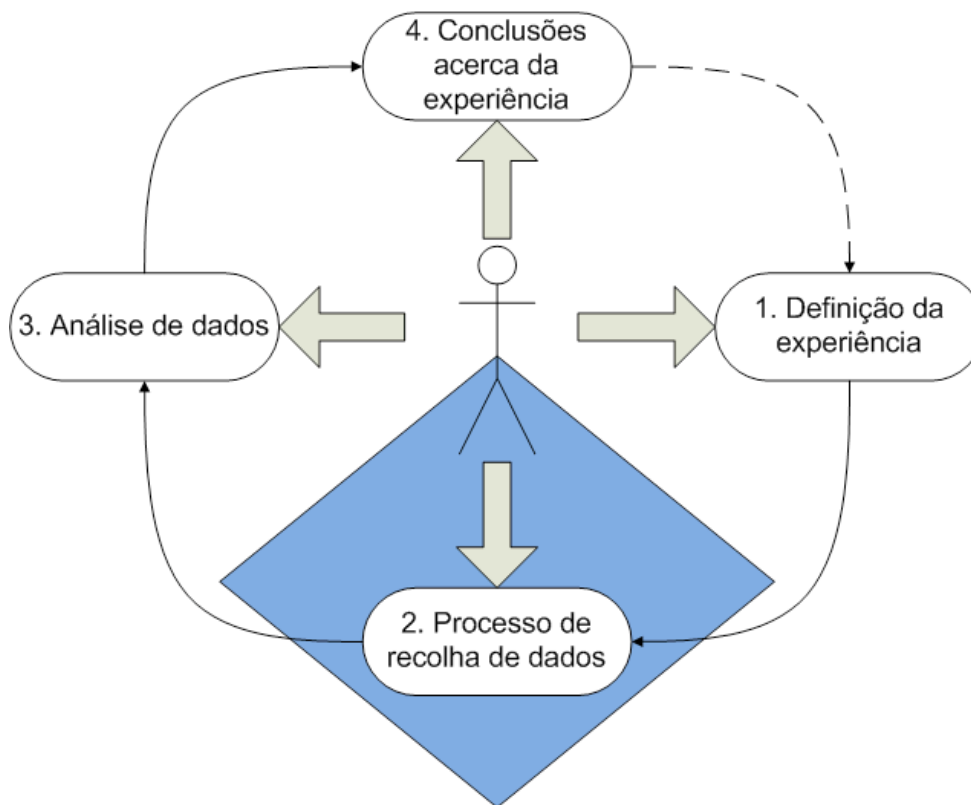 4. Conclusões
acerca da
experiência
3. Análise de dados
1. Definição da
experiência
2. Processo de
recolha de dados